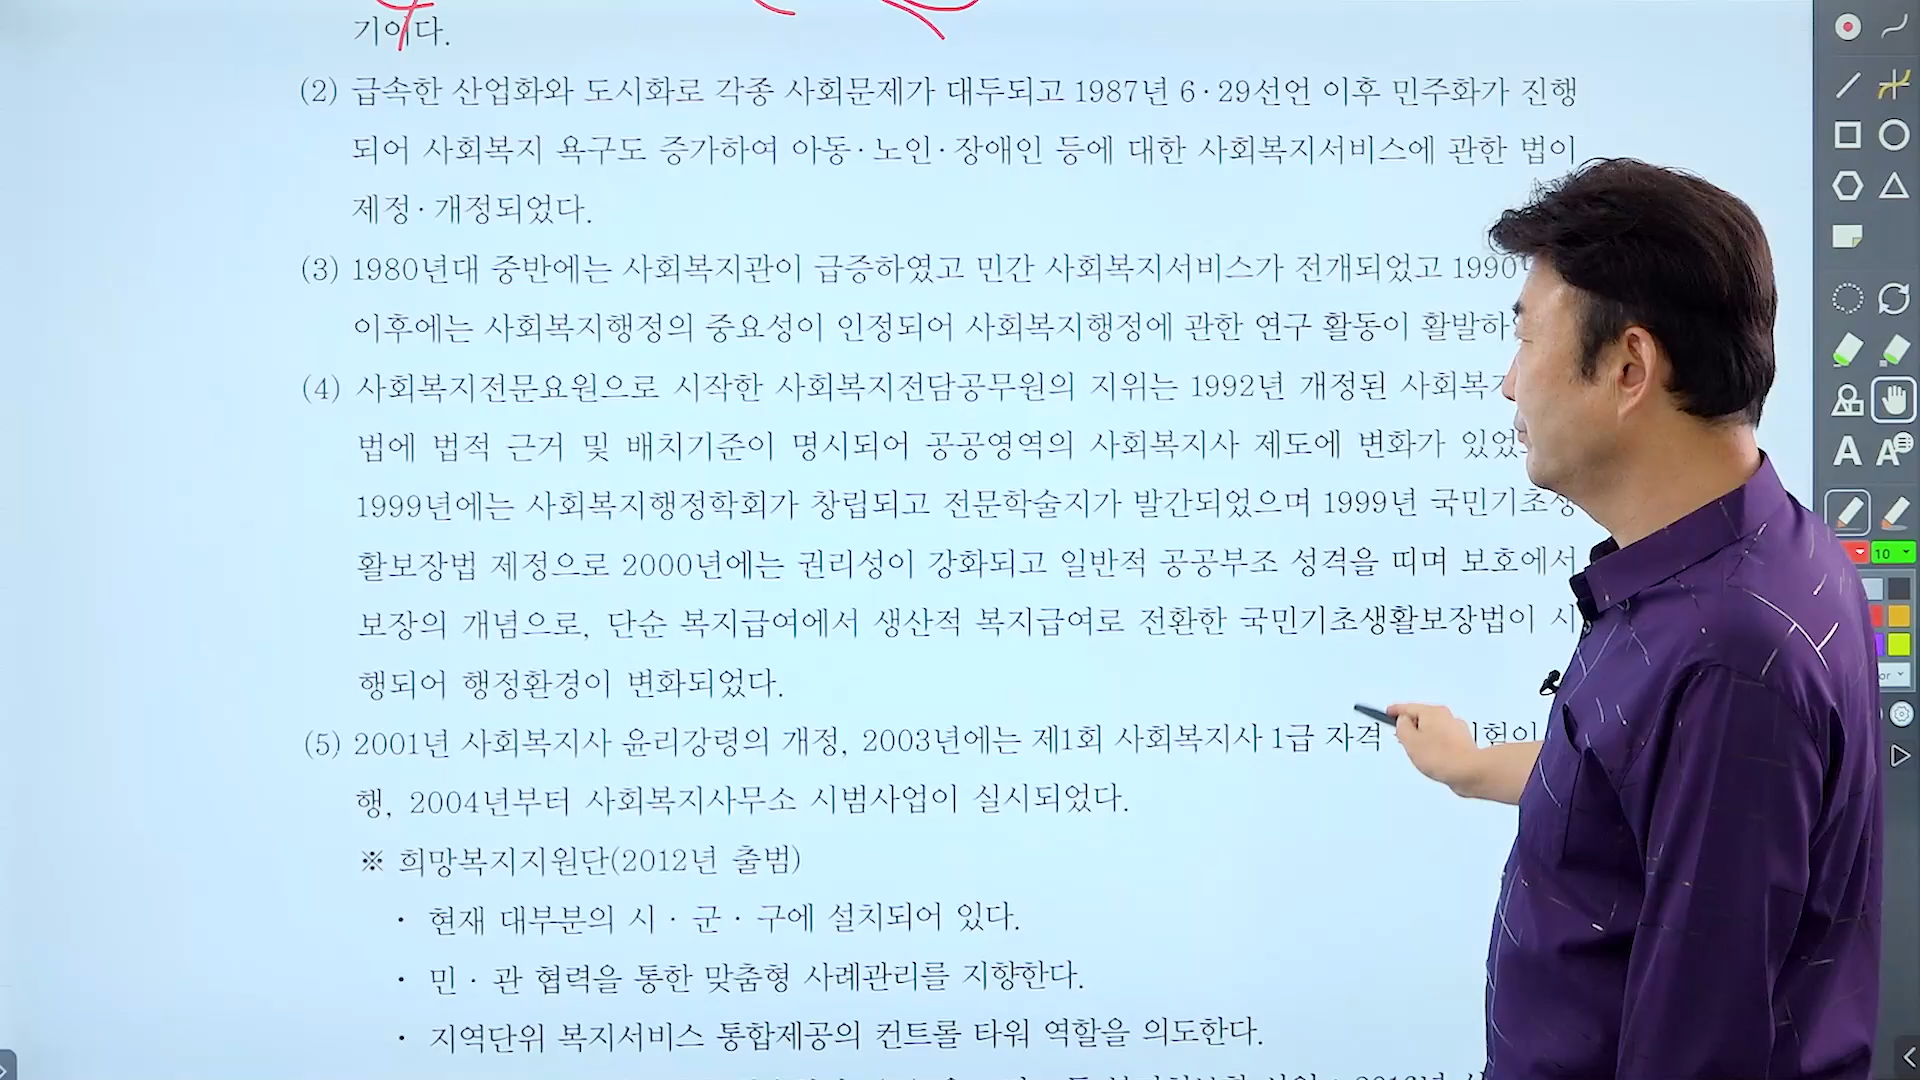 기이다.
(2) 급속한 산업화와 도시화로 각종 사회문제가 대두되고 1987년 6·29선언 이후 민주화가 진행
되어 사회복지 욕구도 증가하여 아동·노인·장애인 등에 대한 사회복지서비스에 관한 법이
제정·개정되었다.
(3) 1980년대 중반에는 사회복지관이 급증하였고 민간 사회복지서비스가 전개되었고 1990
이후에는 사회복지행정의 중요성이 인정되어 사회복지행정에 관한 연구 활동이 활발하
(4) 사회복지전문요원으로 시작한 사회복지전담공무원의 지위는 1992년 개정된 사회복지
법에 법적 근거 및 배치기준이 명시되어 공공영역의 사회복지사 제도에 변화가 있었
1999년에는 사회복지행정학회가 창립되고 전문학술지가 발간되었으며 1999년 국민기초생
활보장법 제정으로 2000년에는 권리성이 강화되고 일반적 공공부조 성격을 띠며 보호에서
보장의 개념으로, 단순 복지급여에서 생산적 복지급여로 전환한 국민기초생활보장법이 시
행되어 행정환경이 변화되었다.
(5) 2001년 사회복지사 윤리강령의 개정, 2003년에는 제1회 사회복지사 1급 자격 시험이
행, 2004년부터 사회복지사무소 시범사업이 실시되었다.
※ 희망복지지원단(2012년 출범)
· 현재 대부분의 시 · 군 · 구에 설치되어 있다.
· 민 · 관 협력을 통한 맞춤형 사례관리를 지향한다.
· 지역단위 복지서비스 통합제공의 컨트롤 타워 역할을 의도한다.
10